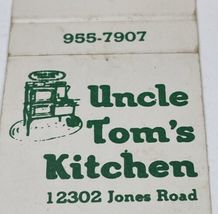 955-7907
Uncle
Tom's
Kitchen
12302 Jones Road